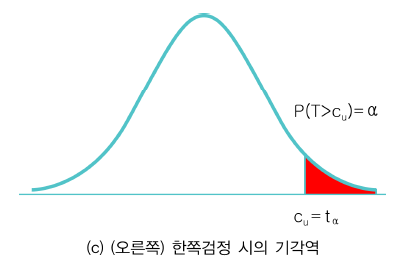 P(T>cᵤ)= α
cᵤ = tα
(c) (오른쪽) 한쪽검정 시의 기각역